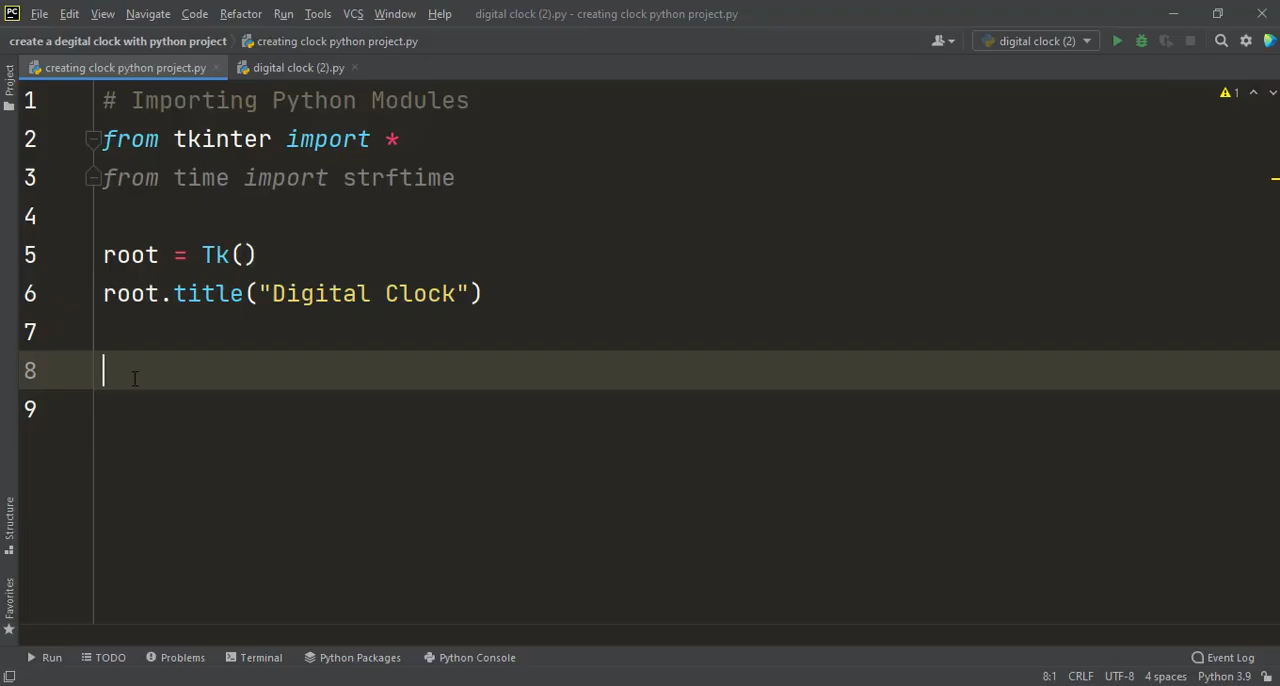 PC File Edit View Navigate Code Refactor Run Tools VCS Window Help digital clock (2).py - creating clock python project.py
create a degital clock with python project creating clock python project.py digital clock (2)
creating clock python project.py digital clock (2).py
Project
1 # Importing Python Modules
1
2 from tkinter import *
3 from time import strftime
4
5 root = Tk()
6 root.title("Digital Clock")
7
8
9
Structure
Favorites
Run TODO Problems Terminal Python Packages Python Console Event Log
8:1 CRLF UTF-8 4 spaces Python 3.9